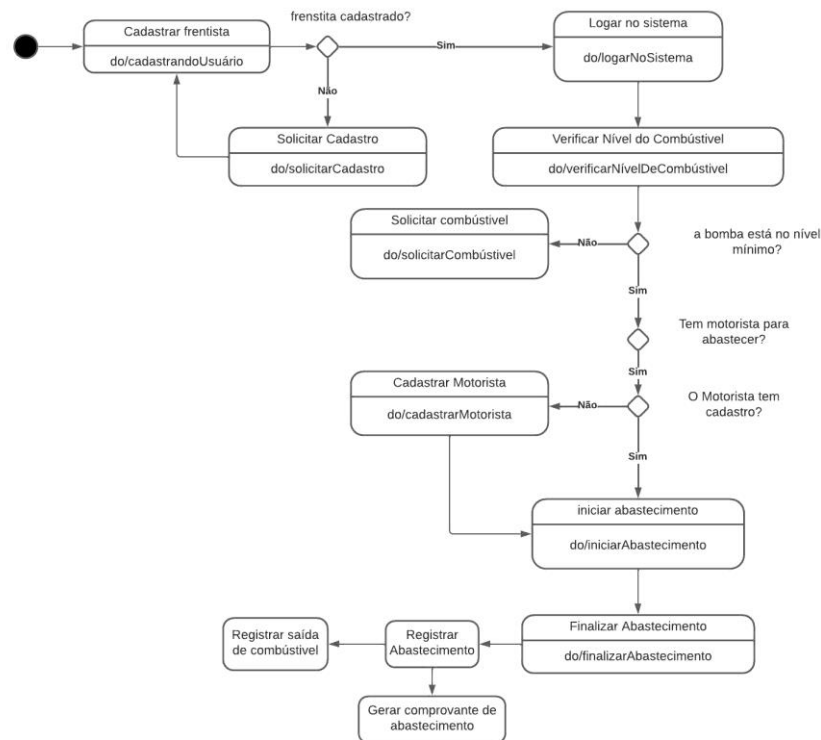 frenstita cadastrado?
Cadastrar frentista
do/cadastrandoUsuário
Sim
Logar no sistema
do/logarNoSistema
Não
Solicitar Cadastro
do/solicitarCadastro
Verificar Nível do Combústivel
do/verificarNívelDeCombústivel
Solicitar combústivel
do/solicitarCombústivel
Não
a bomba está no nível
mínimo?
Sim
Tem motorista para
abastecer?
Sim
Cadastrar Motorista
do/cadastrarMotorista
Não
O Motorista tem
cadastro?
Sim
iniciar abastecimento
do/iniciarAbastecimento
Finalizar Abastecimento
do/finalizarAbastecimento
Registrar
Abastecimento
Registrar saída
de combústivel
Gerar comprovante de
abastecimento